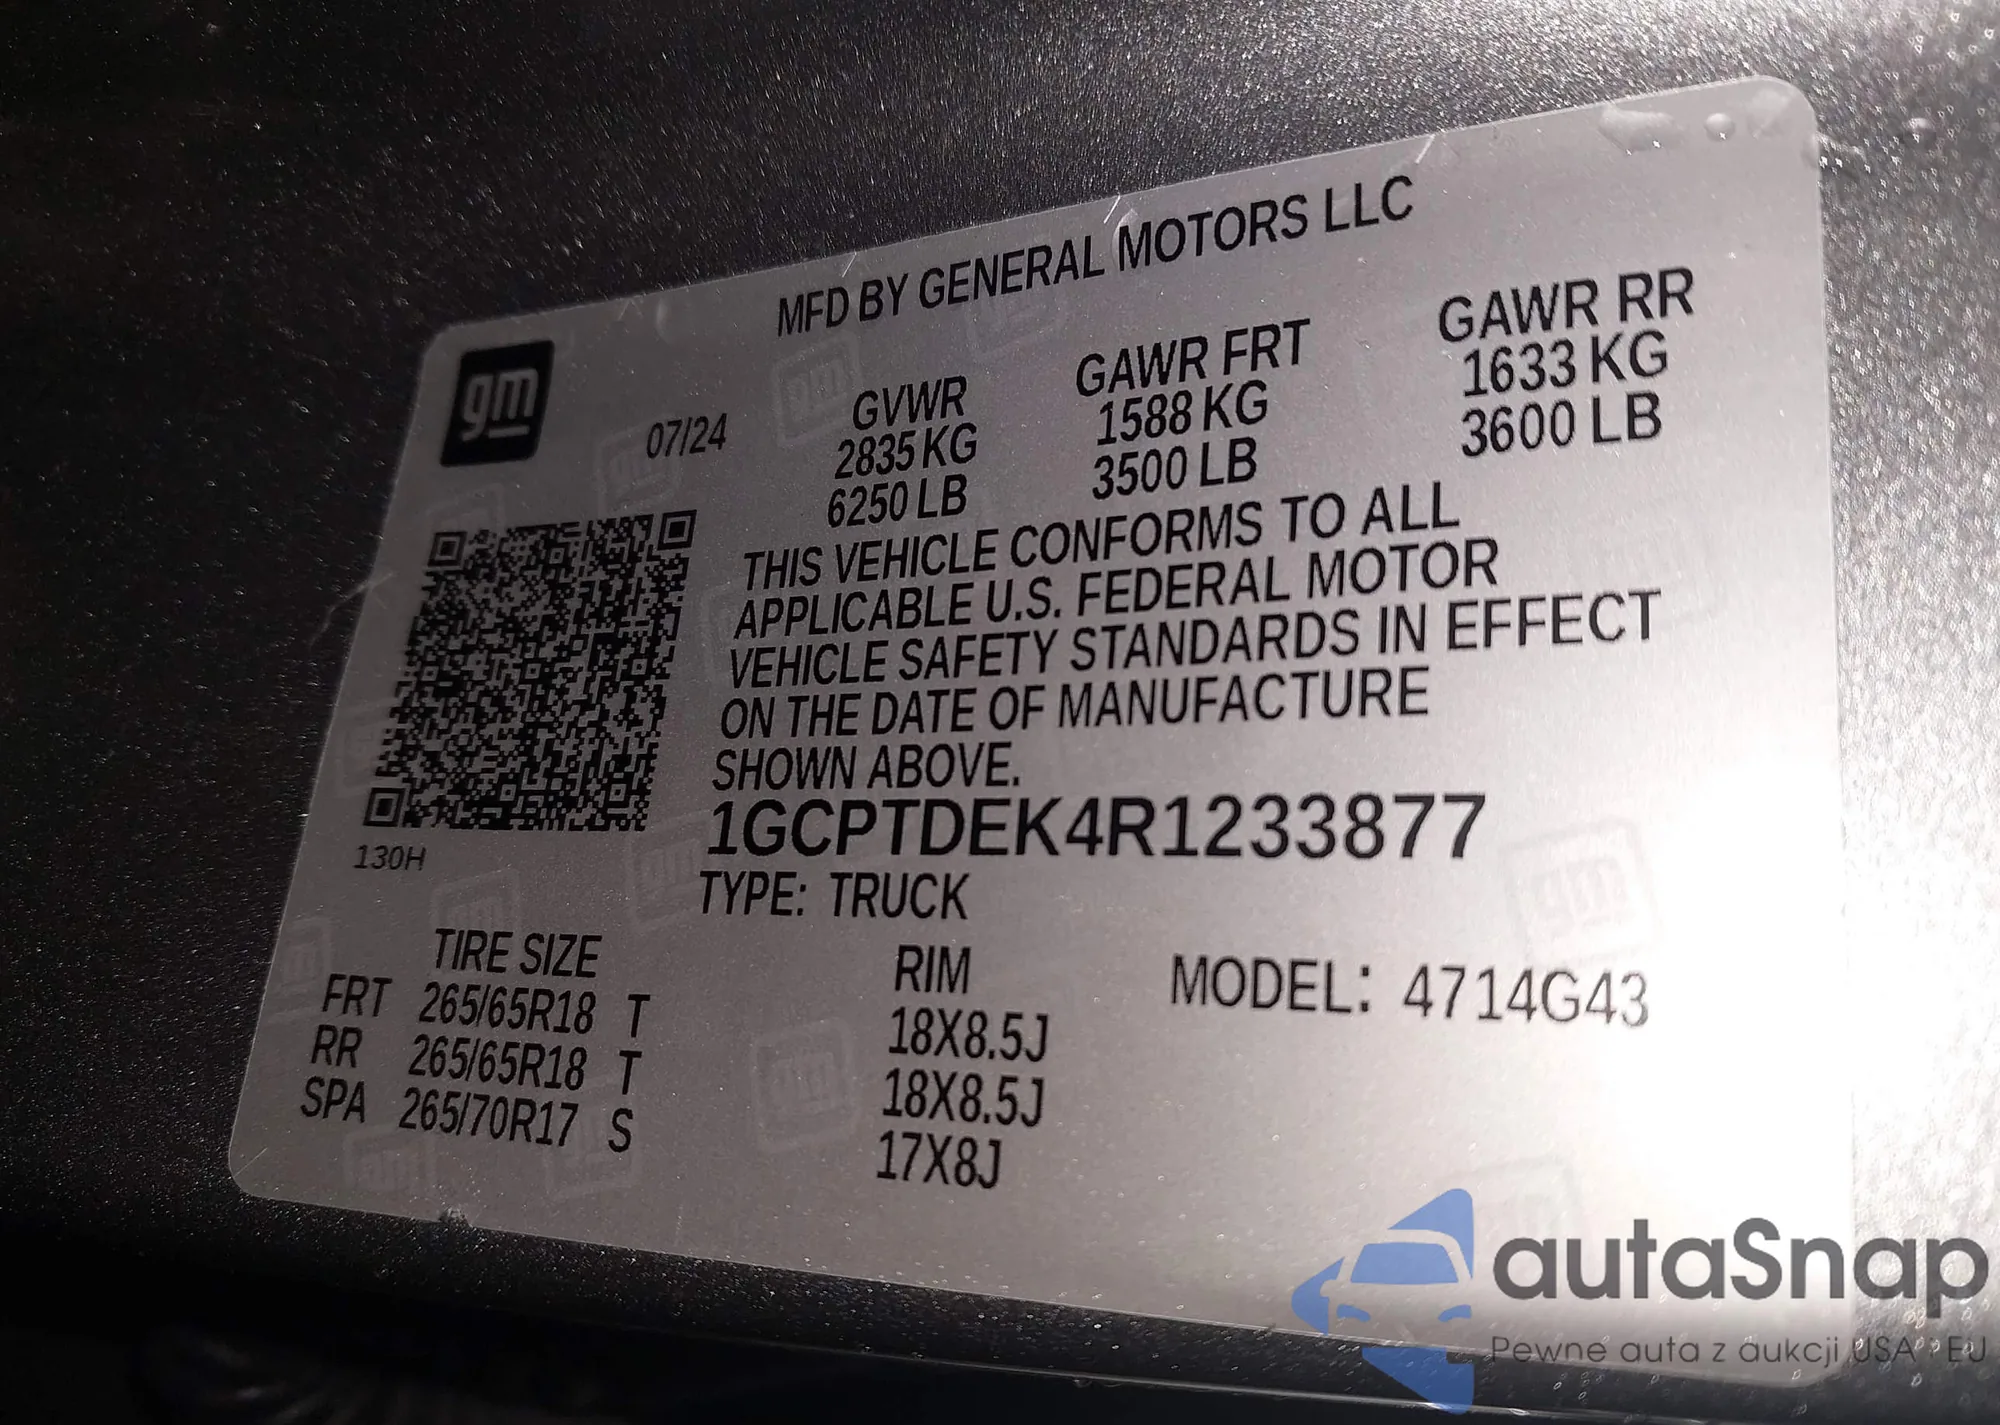 MFD BY GENERAL MOTORS LLC
gm
07/24
GVWR
2835 KG
6250 LB
GAWR FRT
1588 KG
3500 LB
GAWR RR
1633 KG
3600 LB
THIS VEHICLE CONFORMS TO ALL
APPLICABLE U.S. FEDERAL MOTOR
VEHICLE SAFETY STANDARDS IN EFFECT
ON THE DATE OF MANUFACTURE
SHOWN ABOVE.
1GCPTDEK4R1233877
130H
TYPE: TRUCK
TIRE SIZE RIM MODEL: 4714G43
FRT 265/65R18 T 18X8.5J
RR 265/65R18 T 18X8.5J
SPA 265/70R17 S 17X8J
autaSnap
Pewne auta z aukcji USA i EU